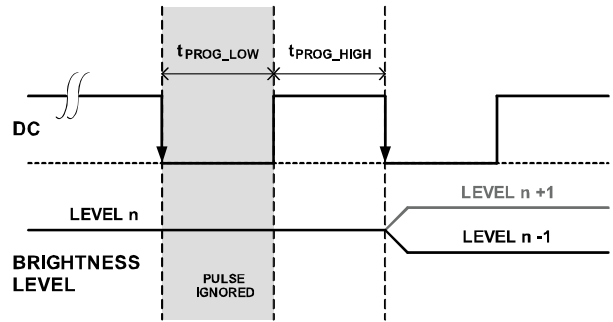 tPROG_LOW
tPROG_HIGH
DC
LEVEL n +1
LEVEL n
LEVEL n -1
BRIGHTNESS
LEVEL
PULSE
IGNORED